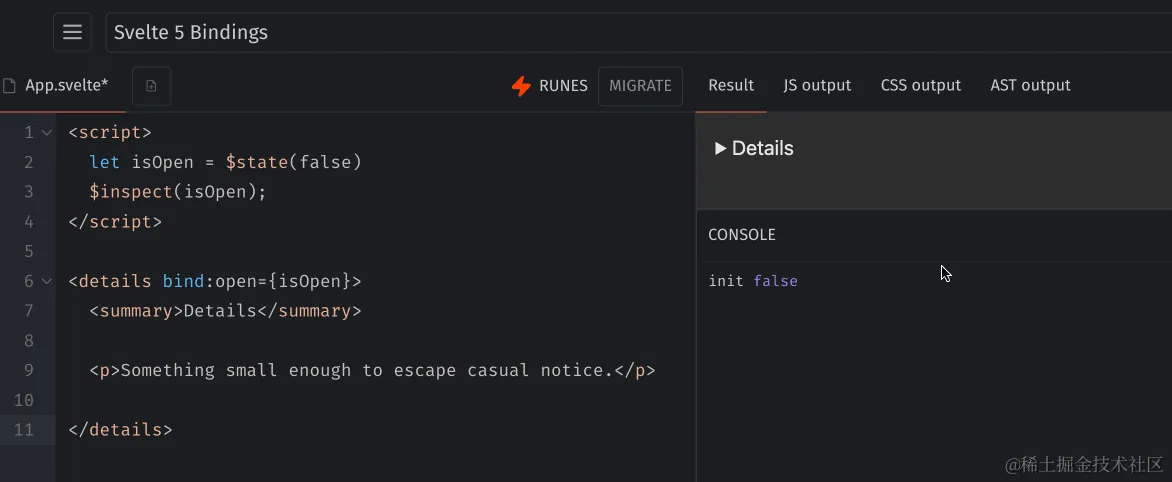 Svelte 5 Bindings
App.svelte*
RUNES
MIGRATE
Result
JS output
CSS output
AST output
1 <script>
2 let isOpen = $state(false)
3 $inspect(isOpen);
4 </script>
5
6 <details bind:open={isOpen}>
7 <summary>Details</summary>
8
9 <p>Something small enough to escape casual notice.</p>
10
11 </details>
▶ Details
CONSOLE
init false
@稀土掘金技术社区